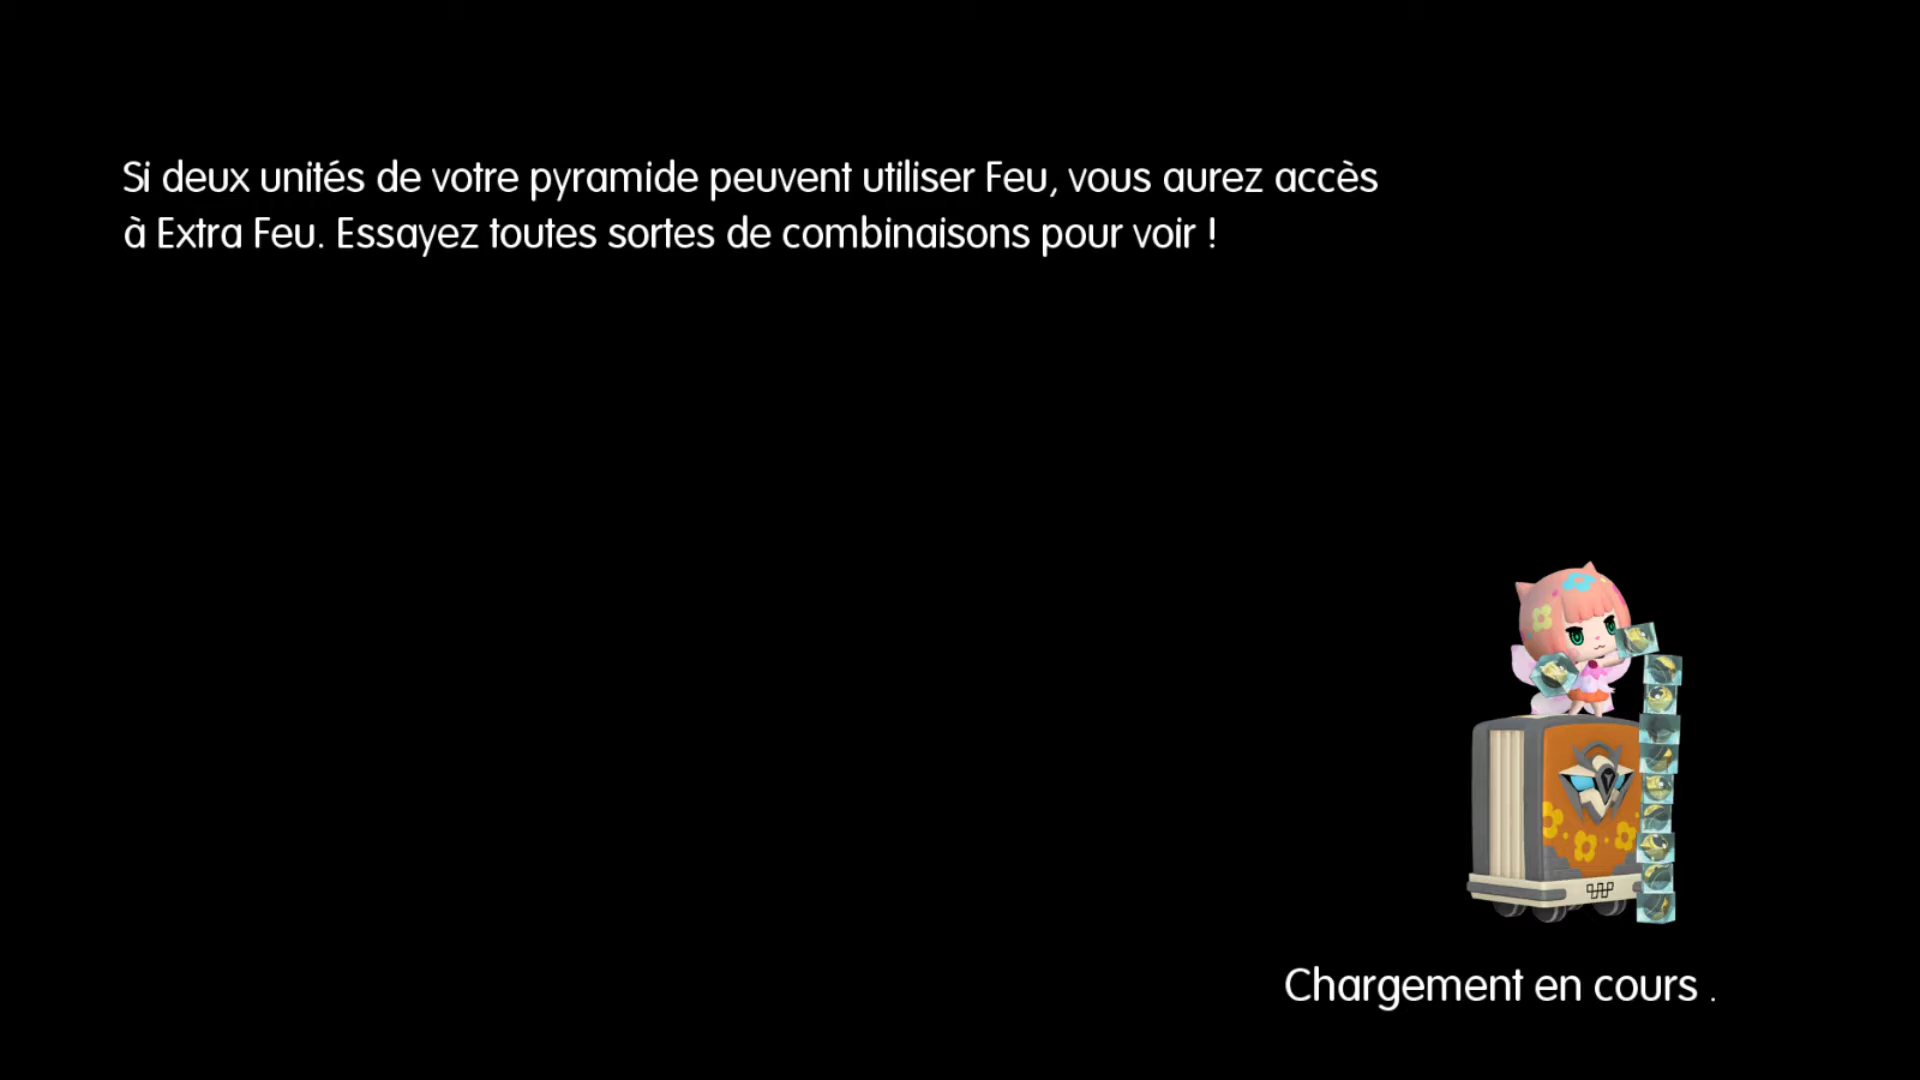 Si deux unités de votre pyramide peuvent utiliser Feu, vous aurez accès
à Extra Feu. Essayez toutes sortes de combinaisons pour voir !
Chargement en cours .